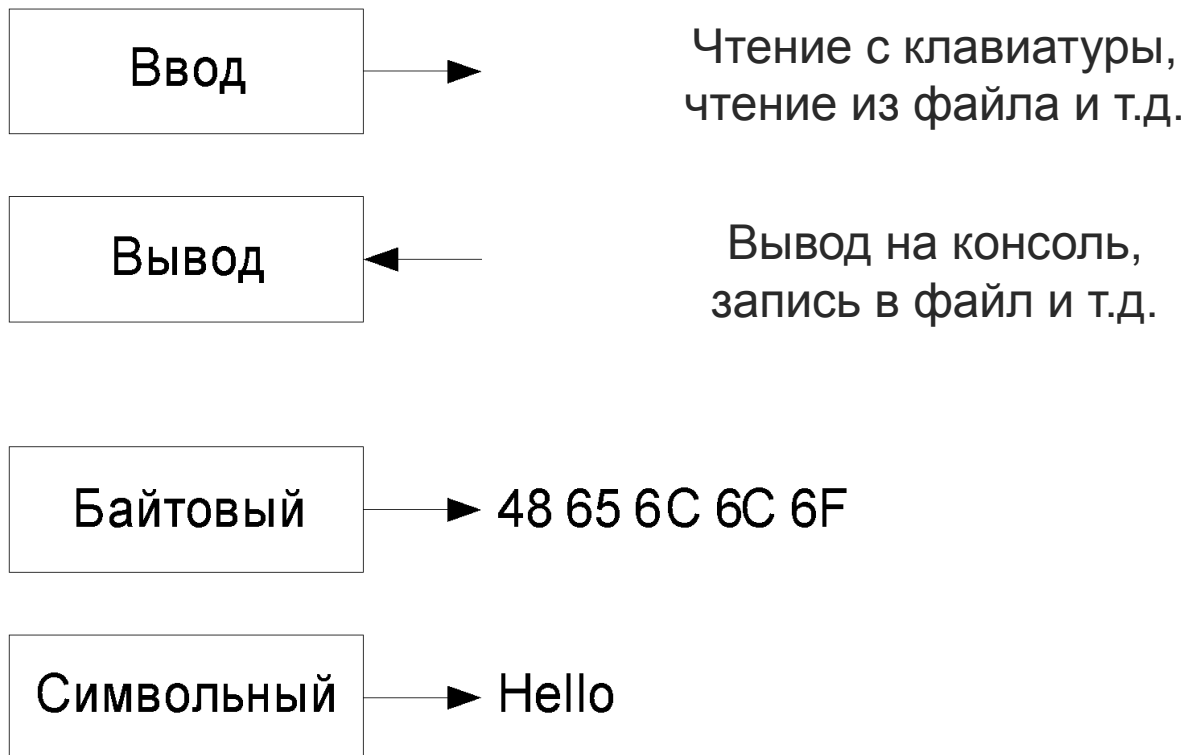 Ввод
Чтение с клавиатуры,
чтение из файла и т.д.
Вывод
Вывод на консоль,
запись в файл и т.д.
Байтовый
48 65 6C 6C 6F
Символьный
Hello